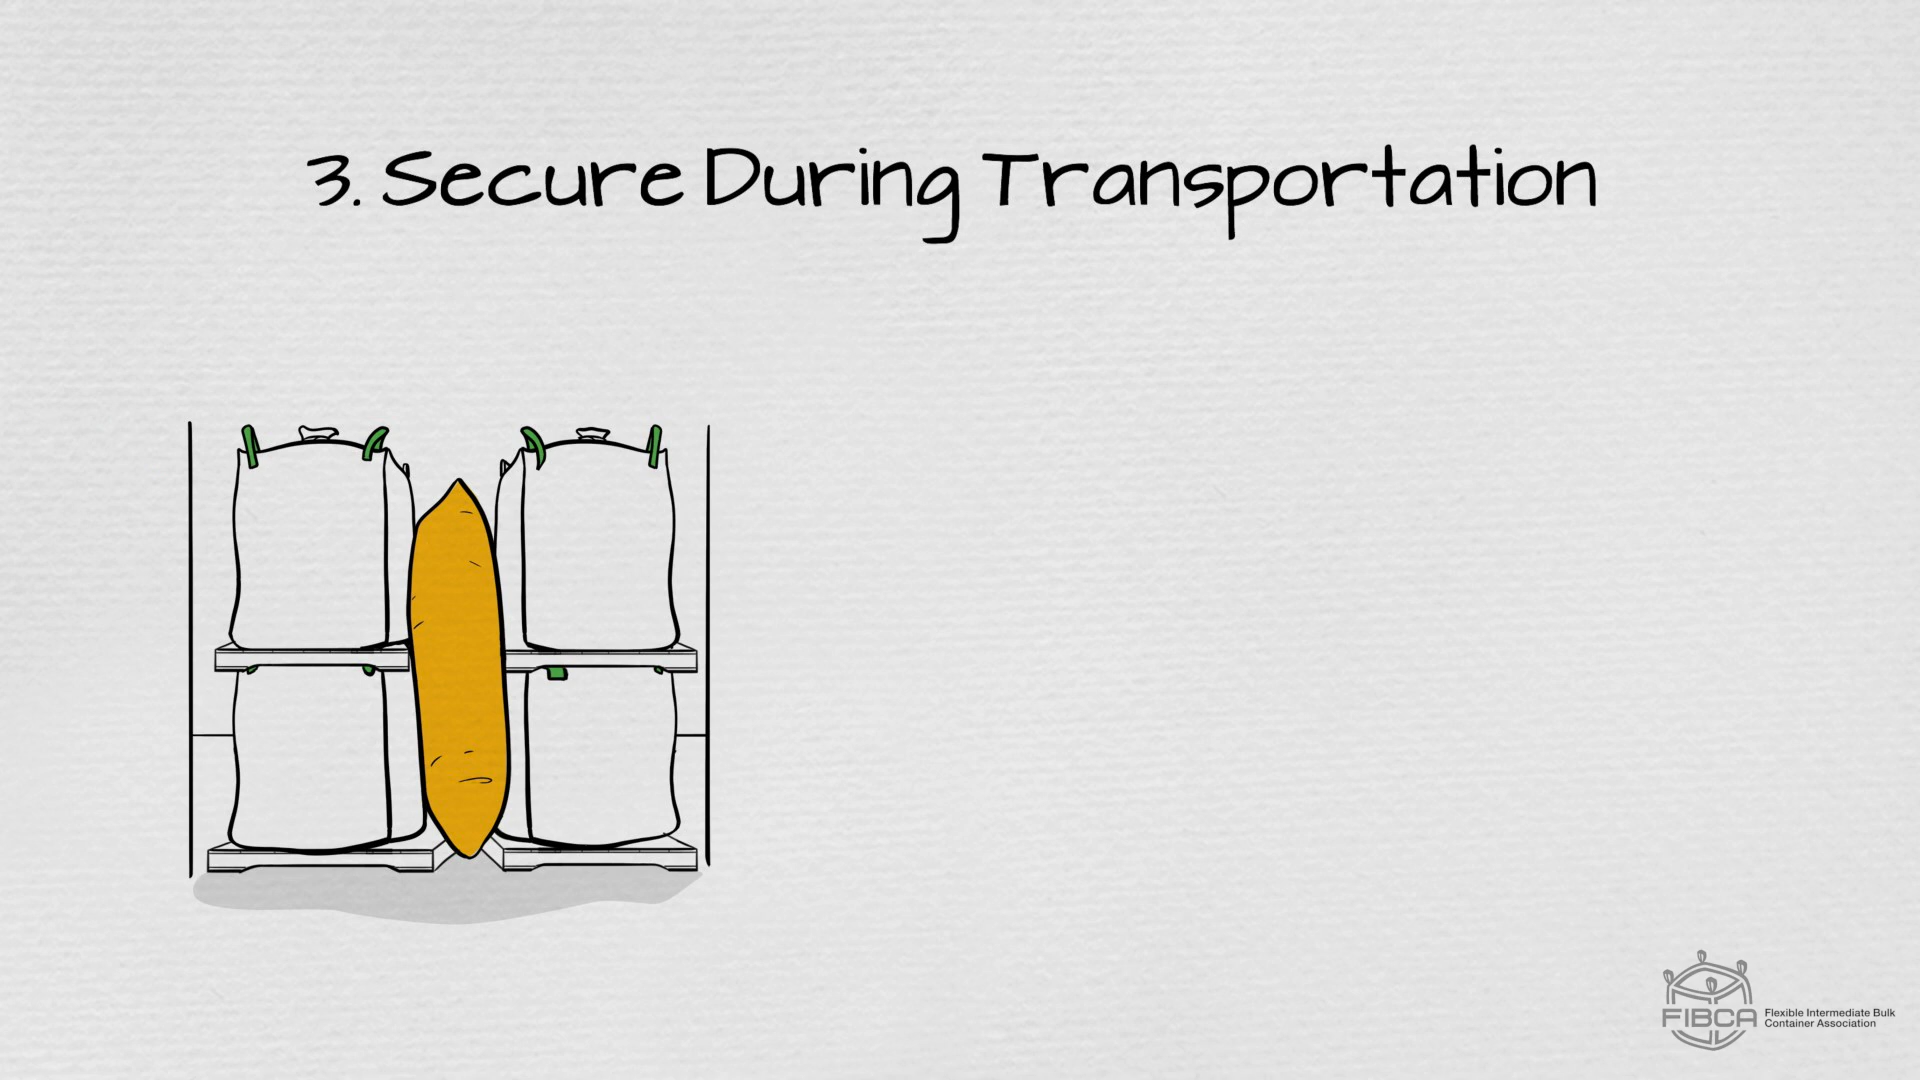 3. Secure During Transportation
FIBCA
Flexible Intermediate Bulk
Container Association